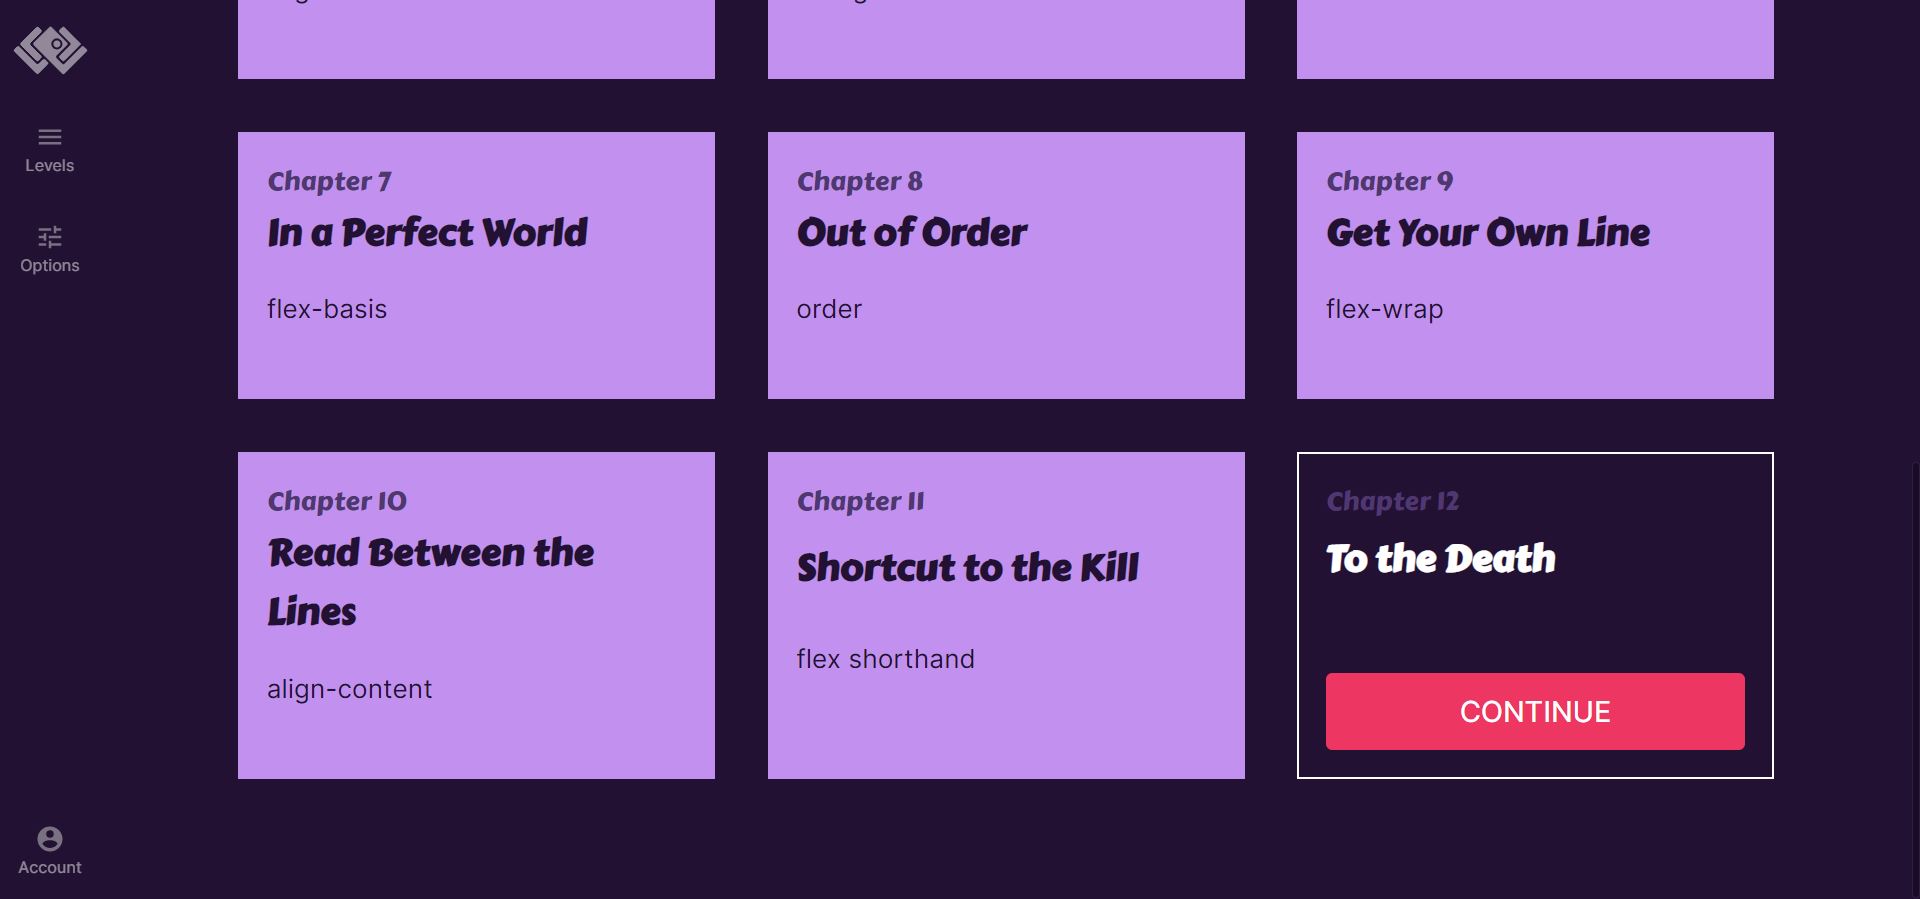 Levels
Options
Chapter 7
In a Perfect World
flex-basis
Chapter 8
Out of Order
order
Chapter 9
Get Your Own Line
flex-wrap
Chapter 10
Read Between the
Lines
align-content
Chapter 11
Shortcut to the Kill
flex shorthand
Chapter 12
To the Death
CONTINUE
Account